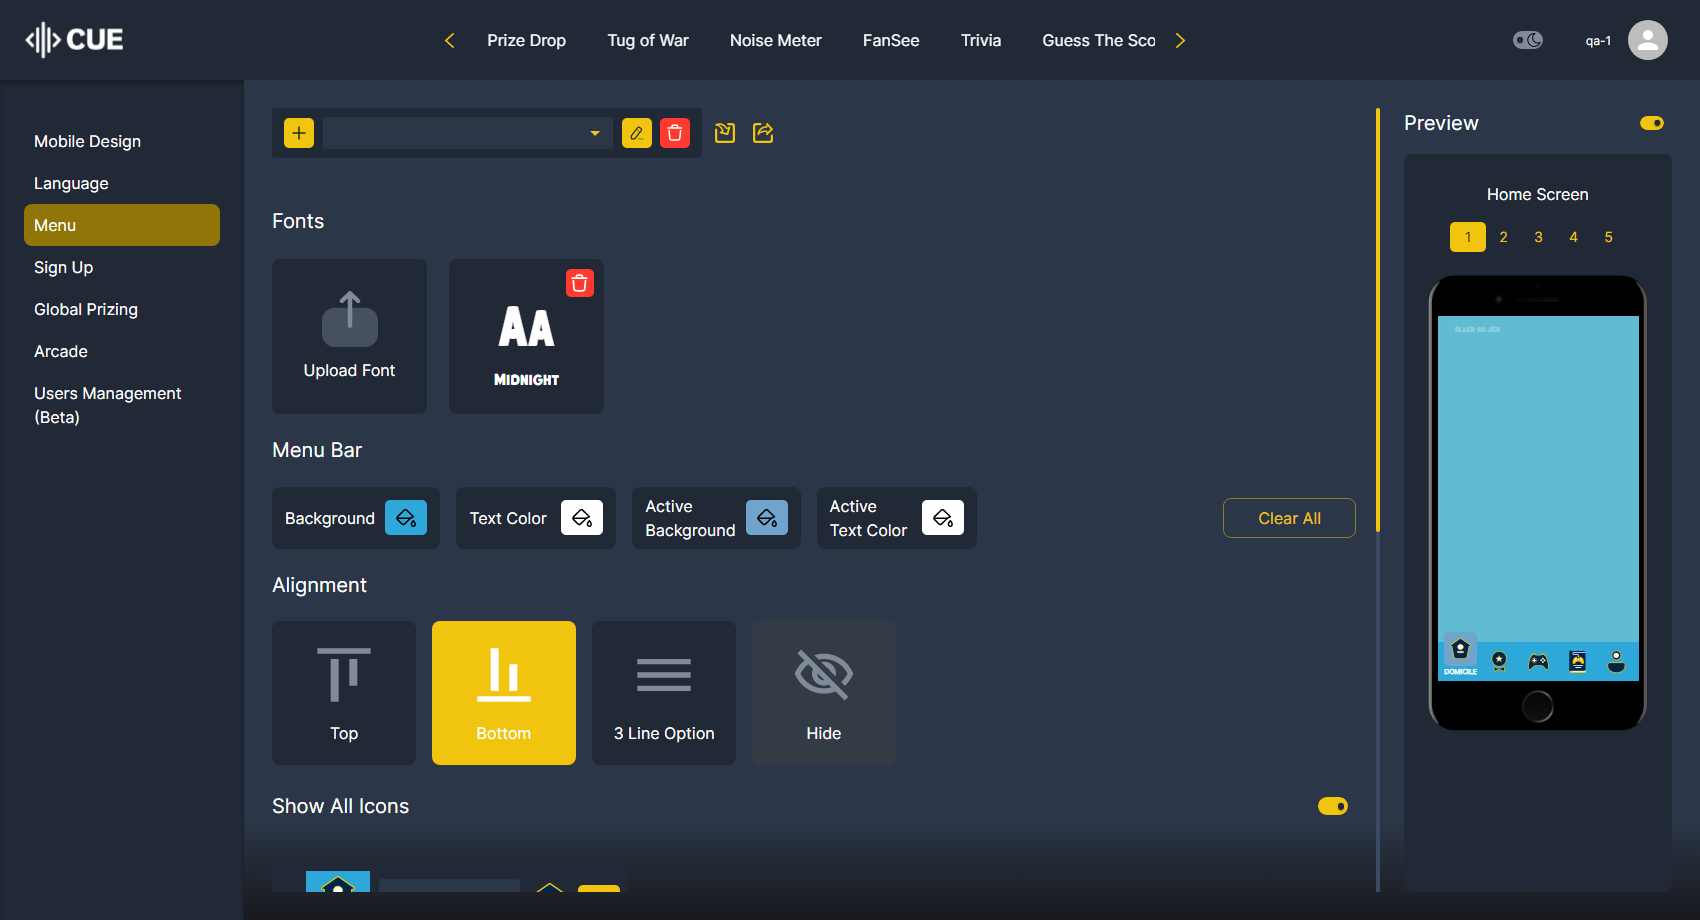 CUE
Prize Drop
Tug of War
Noise Meter
FanSee
Trivia
Guess The Sco
qa-1
Mobile Design
Language
Menu
Sign Up
Global Prizing
Arcade
Users Management
(Beta)
Fonts
Upload Font
AA
MIDNIGHT
Menu Bar
Background
Text Color
Active
Background
Active
Text Color
Clear All
Alignment
Top
Bottom
3 Line Option
Hide
Show All Icons
Preview
Home Screen
1 2 3 4 5
DOMICILE